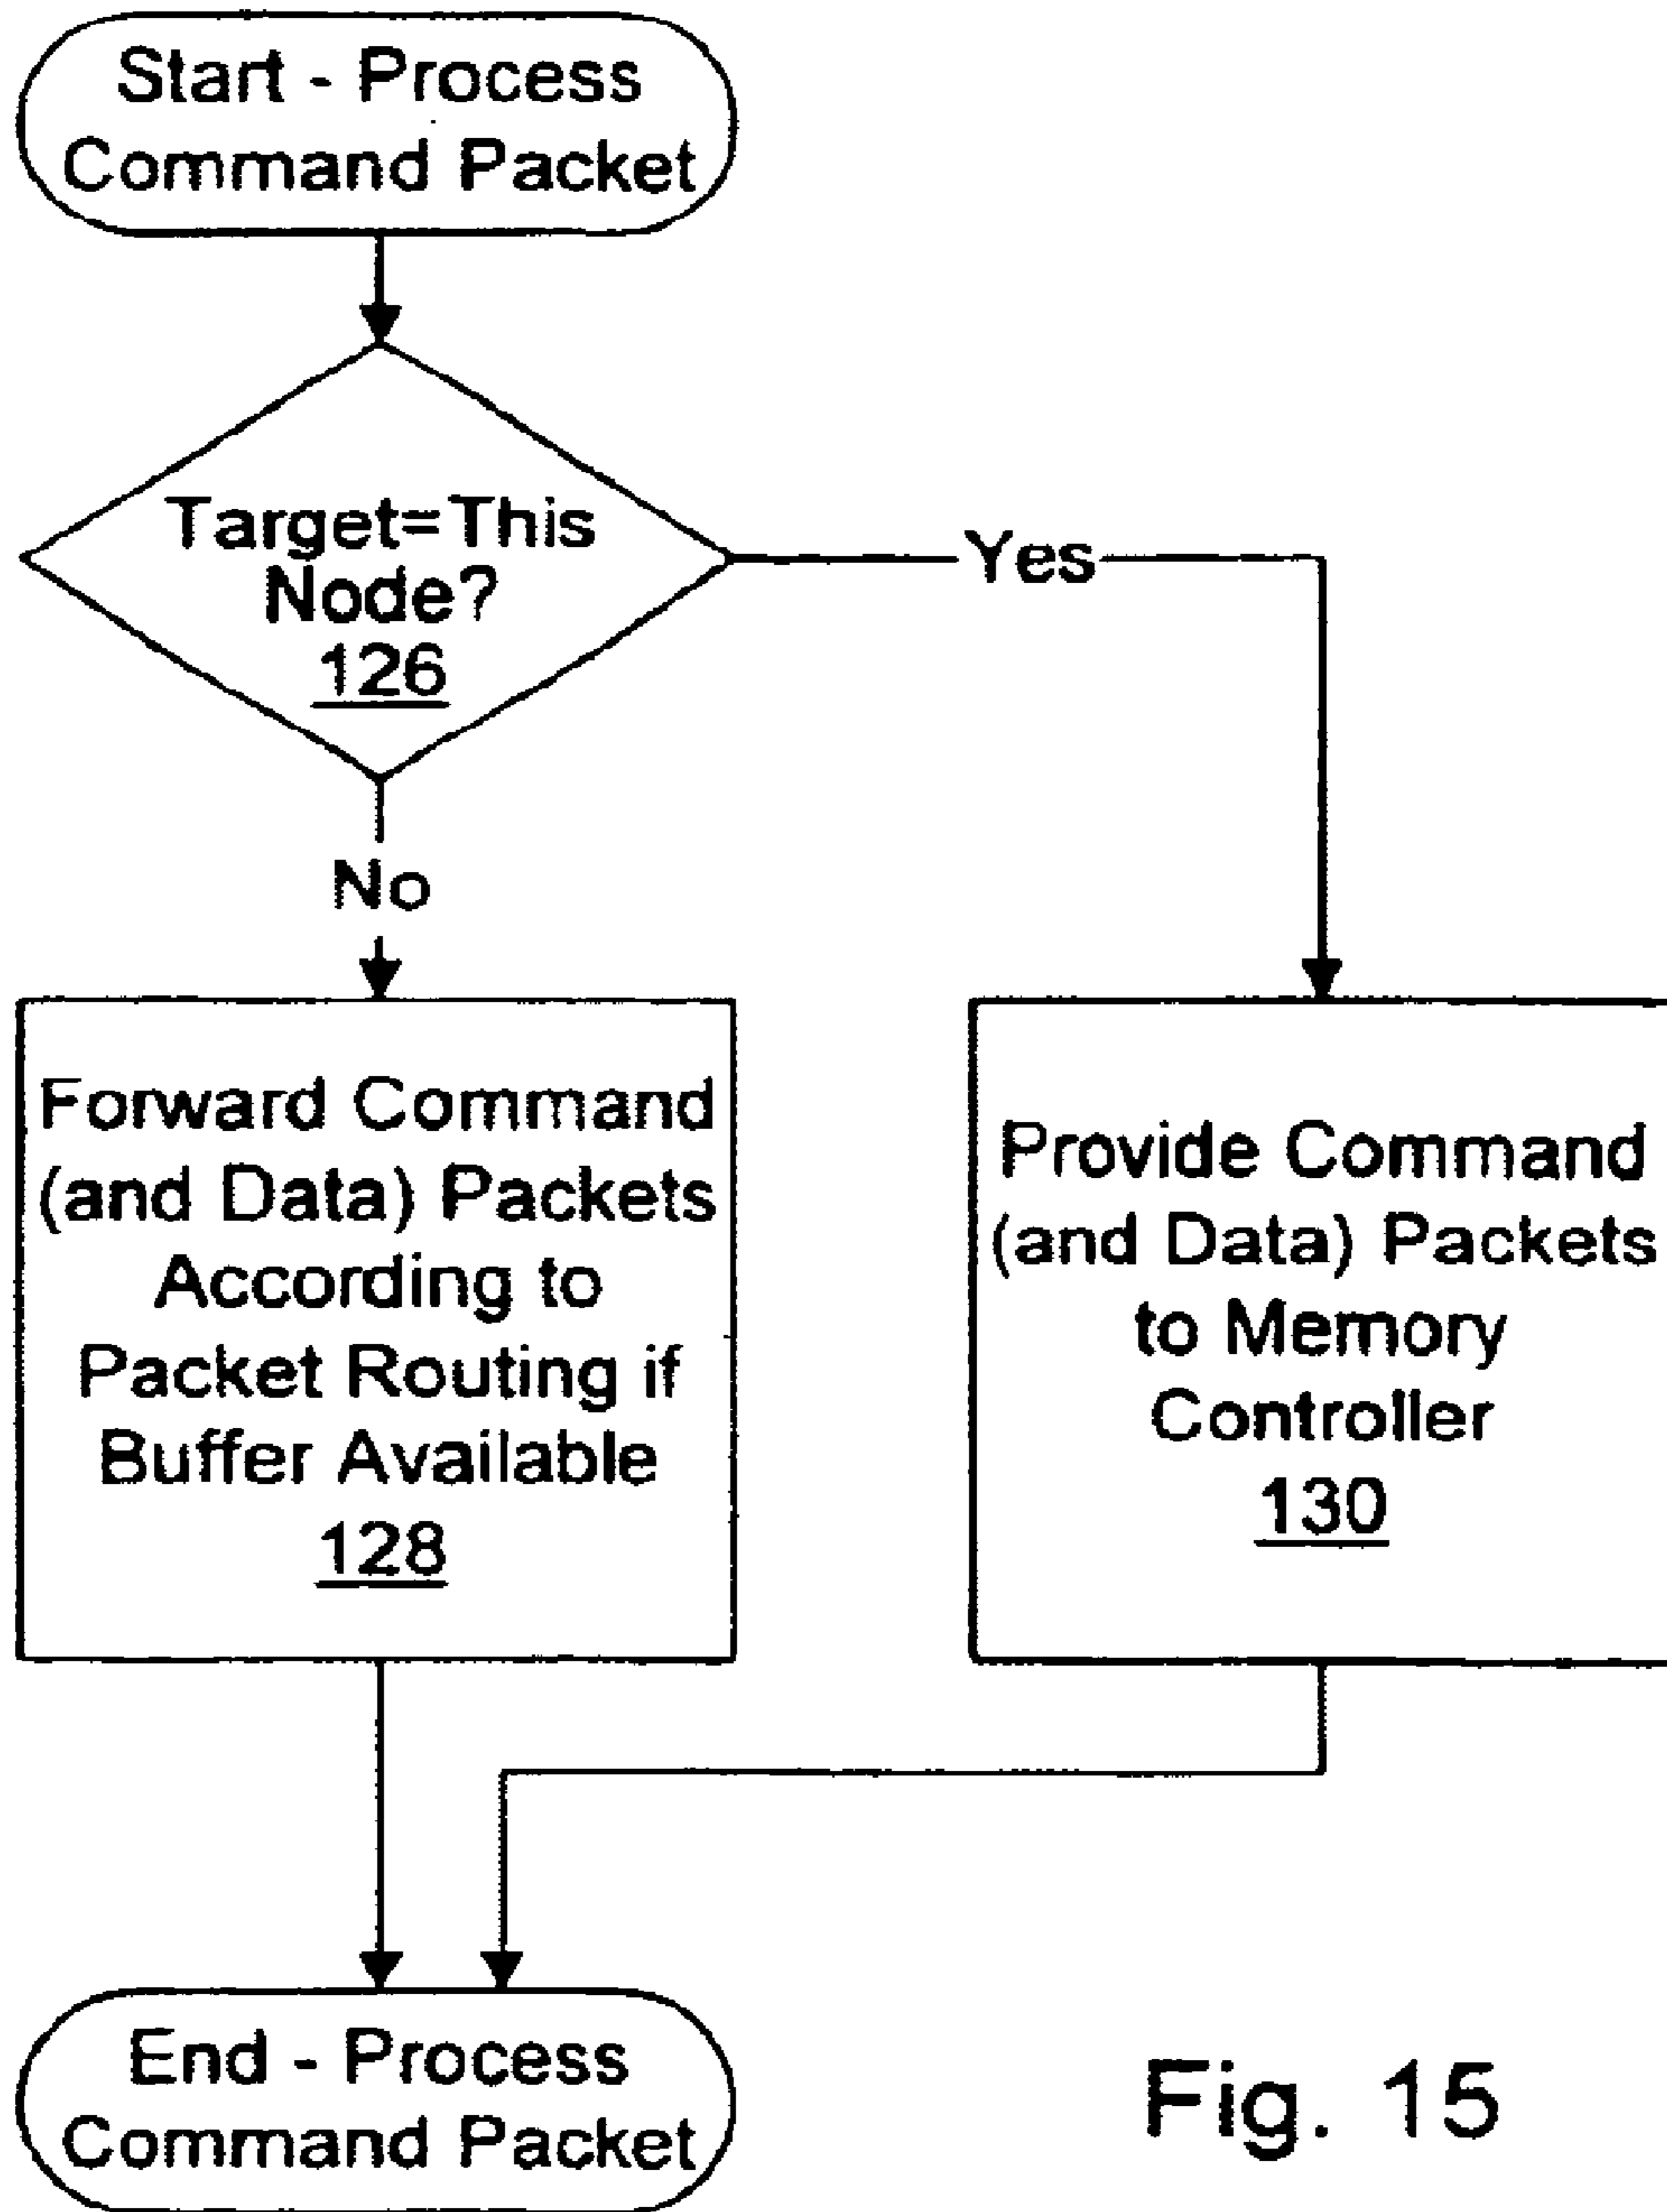 Start - Process
Command Packet
Target=This
Node?
126
Yes
No
Forward Command
(and Data) Packets
According to
Packet Routing if
Buffer Available
128
Provide Command
(and Data) Packets
to Memory
Controller
130
End - Process
Command Packet
Fig. 15